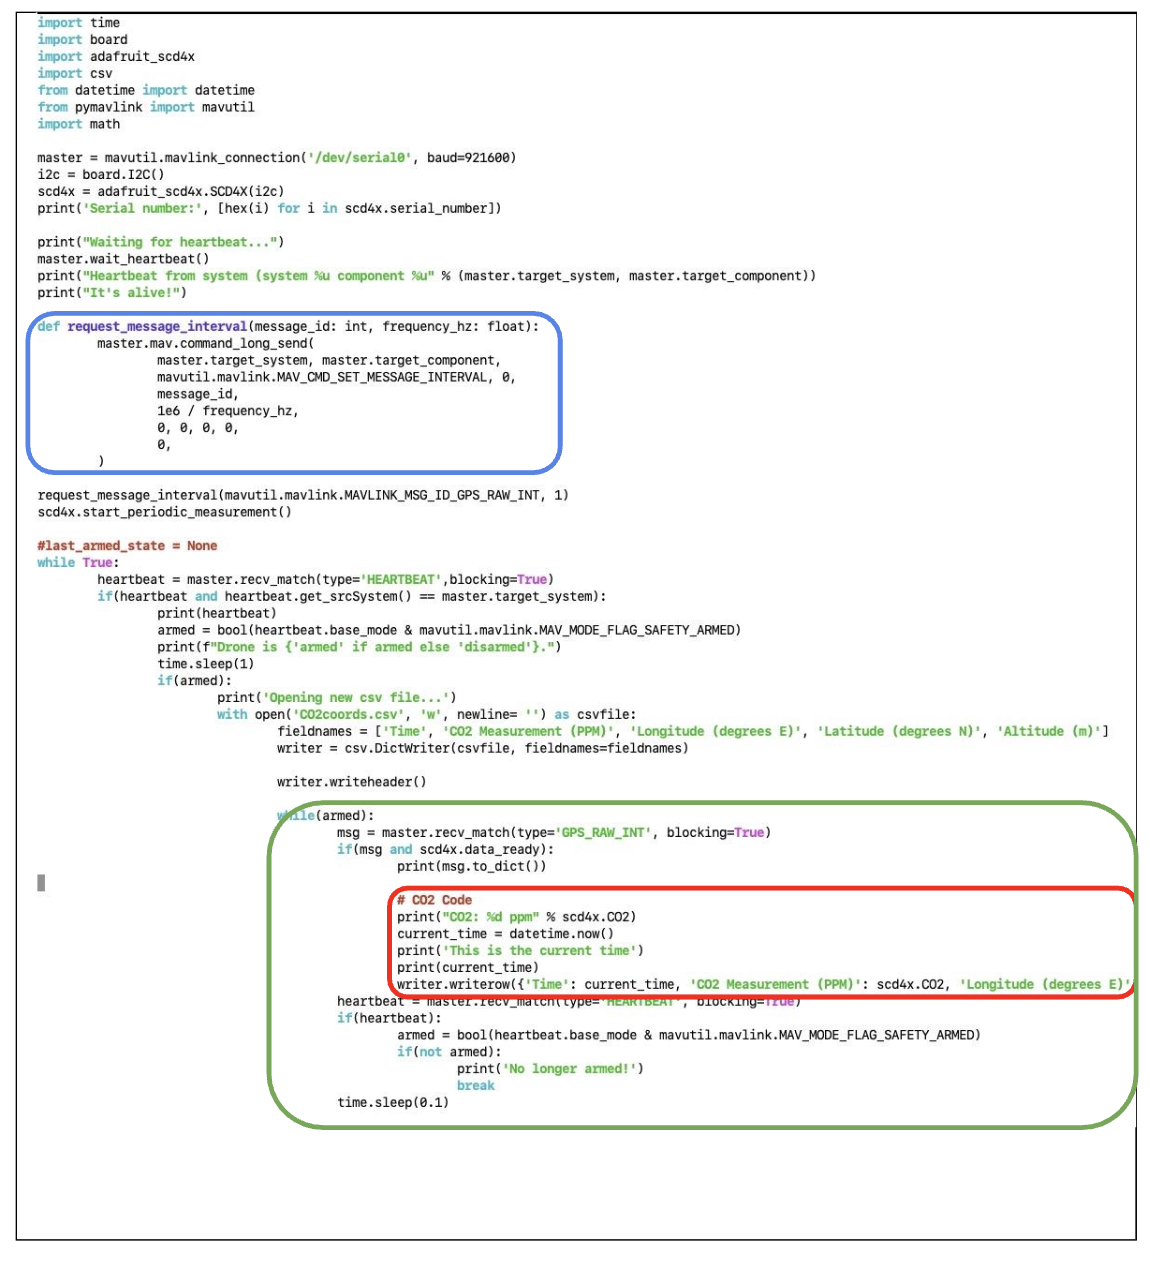 import time
import board
import adafruit_scd4x
import csv
from datetime import datetime
from pymavlink import mavutil
import math

master = mavutil.mavlink_connection('/dev/serial0', baud=921600)
i2c = board.I2C()
scd4x = adafruit_scd4x.SCD4X(i2c)
print('Serial number:', [hex(i) for i in scd4x.serial_number])

print("Waiting for heartbeat...")
master.wait_heartbeat()
print("Heartbeat from system (system %u component %u" % (master.target_system, master.target_component))
print("It's alive!")

def request_message_interval(message_id: int, frequency_hz: float):
        master.mav.command_long_send(
                master.target_system, master.target_component,
                mavutil.mavlink.MAV_CMD_SET_MESSAGE_INTERVAL, 0,
                message_id,
                1e6 / frequency_hz,
                0, 0, 0, 0,
                0,
        )

request_message_interval(mavutil.mavlink.MAVLINK_MSG_ID_GPS_RAW_INT, 1)
scd4x.start_periodic_measurement()

#last_armed_state = None
while True:
        heartbeat = master.recv_match(type='HEARTBEAT',blocking=True)
        if(heartbeat and heartbeat.get_srcSystem() == master.target_system):
                print(heartbeat)
                armed = bool(heartbeat.base_mode & mavutil.mavlink.MAV_MODE_FLAG_SAFETY_ARMED)
                print(f"Drone is {'armed' if armed else 'disarmed'}.")
                time.sleep(1)
                if(armed):
                        print('Opening new csv file...')
                        with open('CO2coords.csv', 'w', newline= '') as csvfile:
                                fieldnames = ['Time', 'CO2 Measurement (PPM)', 'Longitude (degrees E)', 'Latitude (degrees N)', 'Altitude (m)']
                                writer = csv.DictWriter(csvfile, fieldnames=fieldnames)

                                writer.writeheader()

                                while(armed):
                                        msg = master.recv_match(type='GPS_RAW_INT', blocking=True)
                                        if(msg and scd4x.data_ready):
                                                print(msg.to_dict())

                                                # CO2 Code
                                                print("CO2: %d ppm" % scd4x.CO2)
                                                current_time = datetime.now()
                                                print('This is the current time')
                                                print(current_time)
                                                writer.writerow({'Time': current_time, 'CO2 Measurement (PPM)': scd4x.CO2, 'Longitude (degrees E)'
                                        heartbeat = master.recv_match(type='HEARTBEAT', blocking=True)
                                        if(heartbeat):
                                                armed = bool(heartbeat.base_mode & mavutil.mavlink.MAV_MODE_FLAG_SAFETY_ARMED)
                                                if(not armed):
                                                        print('No longer armed!')
                                                        break
                                        time.sleep(0.1)